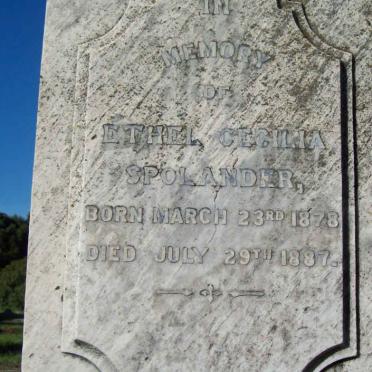 IN
MEMORY
OF
ETHEL CECILIA
SPOLANDER,
BORN MARCH 23RD 1878
DIED JULY 29TH 1887.